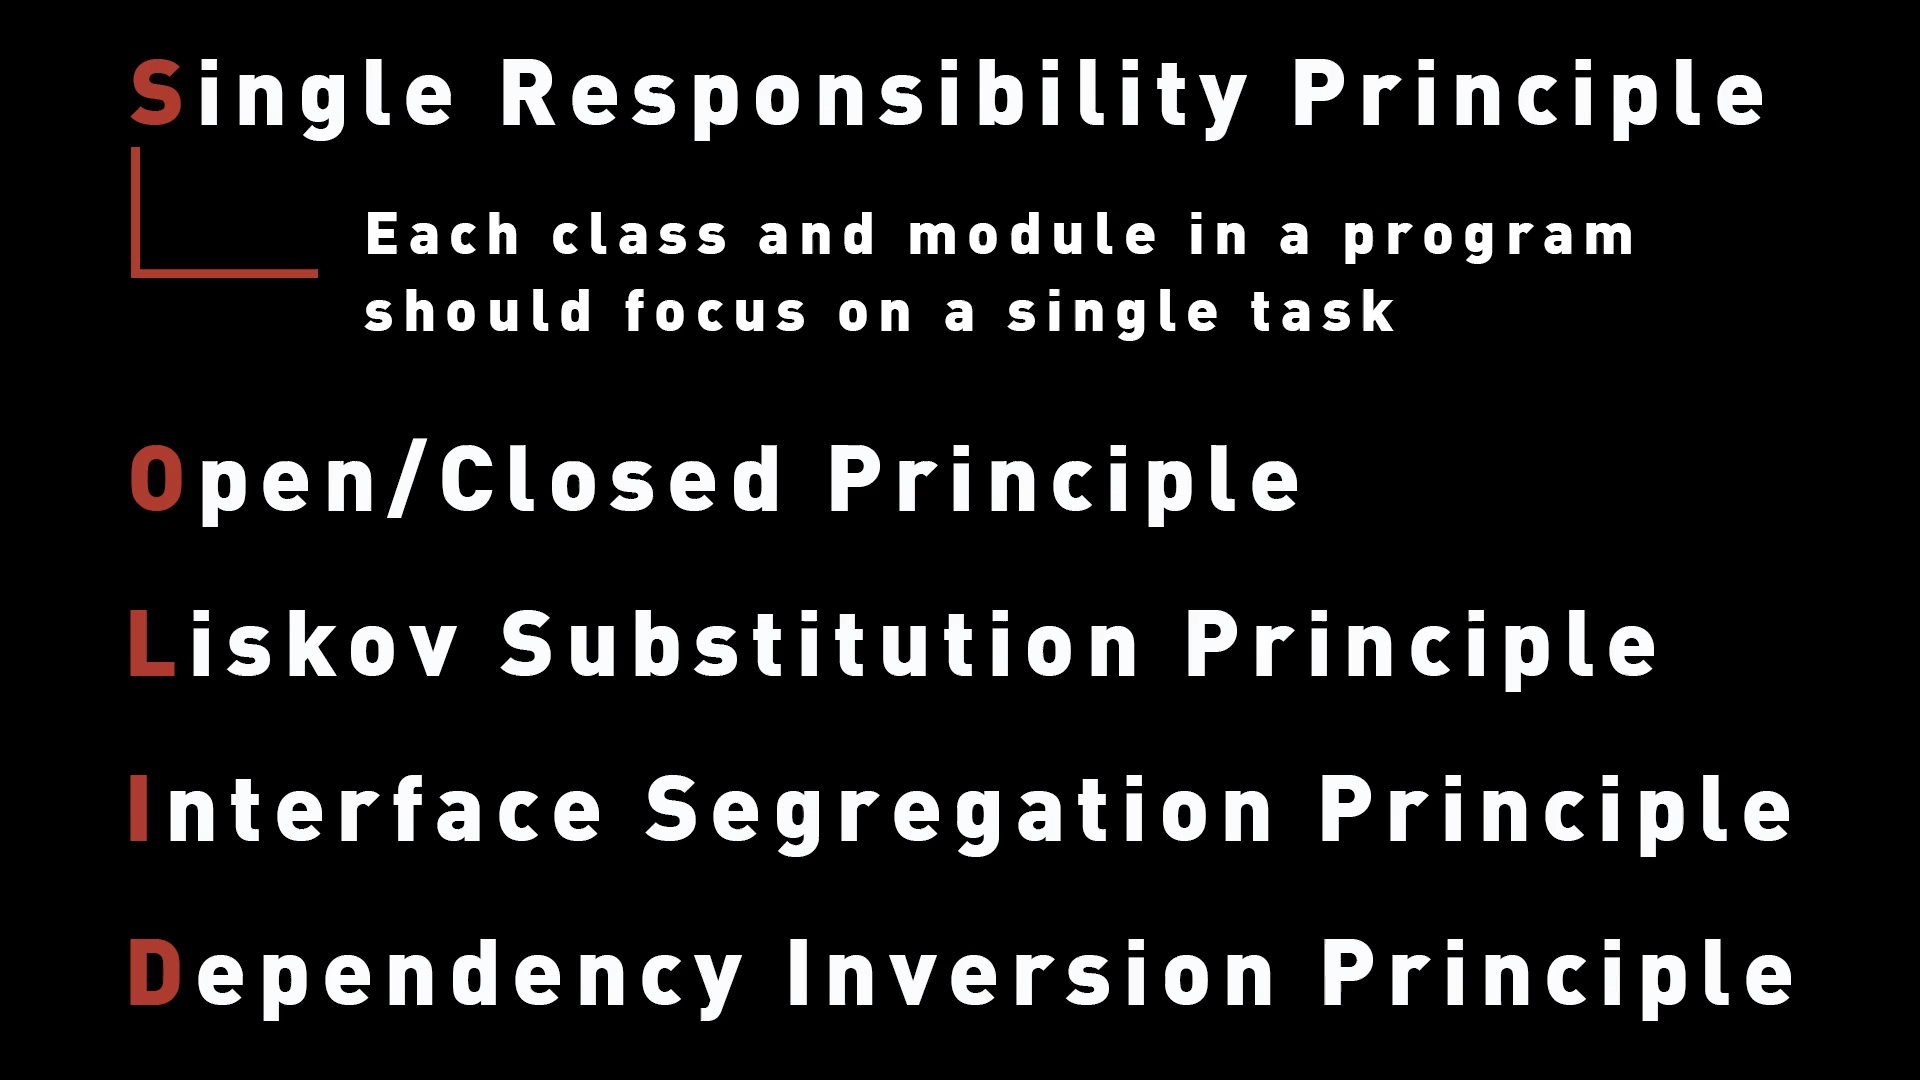 Single Responsibility Principle
Each class and module in a program
should focus on a single task
Open/Closed Principle
Liskov Substitution Principle
Interface Segregation Principle
Dependency Inversion Principle